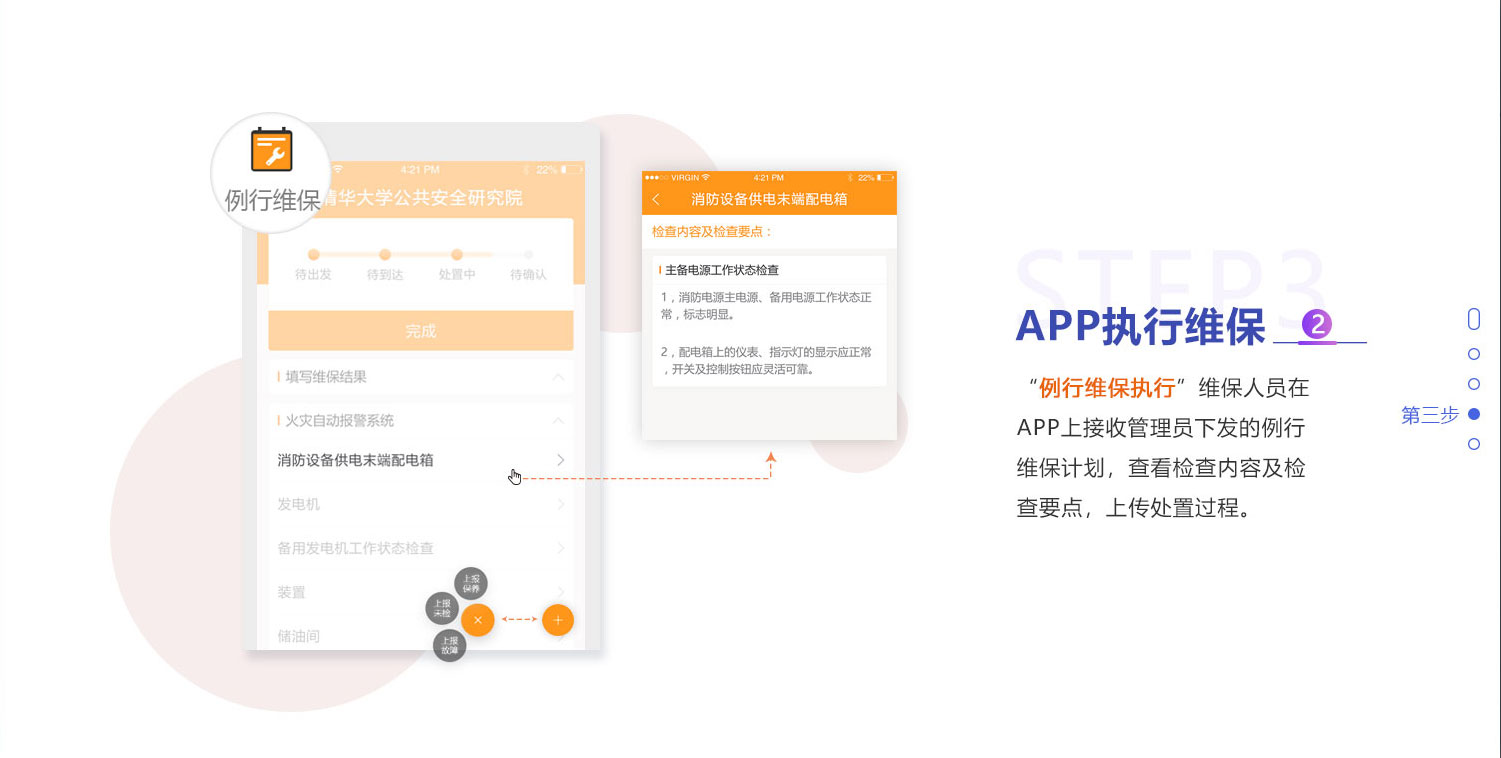 例行维保
4:21 PM
22%
清华大学公共安全研究院
待出发
待到达
处置中
待确认
完成
填写维保结果
火灾自动报警系统
消防设备供电末端配电箱
发电机
备用发电机工作状态检查
装置
储油间
上报
保养
上报
未检
上报
故障
VIRGIN
4:21 PM
22%
消防设备供电末端配电箱
检查内容及检查要点：
主备电源工作状态检查
1，消防电源主电源、备用电源工作状态正
常，标志明显。
2，配电箱上的仪表、指示灯的显示应正常
，开关及控制按钮应灵活可靠。
STEP3
APP执行维保
2
“例行维保执行”维保人员在
APP上接收管理员下发的例行
维保计划，查看检查内容及检
查要点，上传处置过程。
第三步